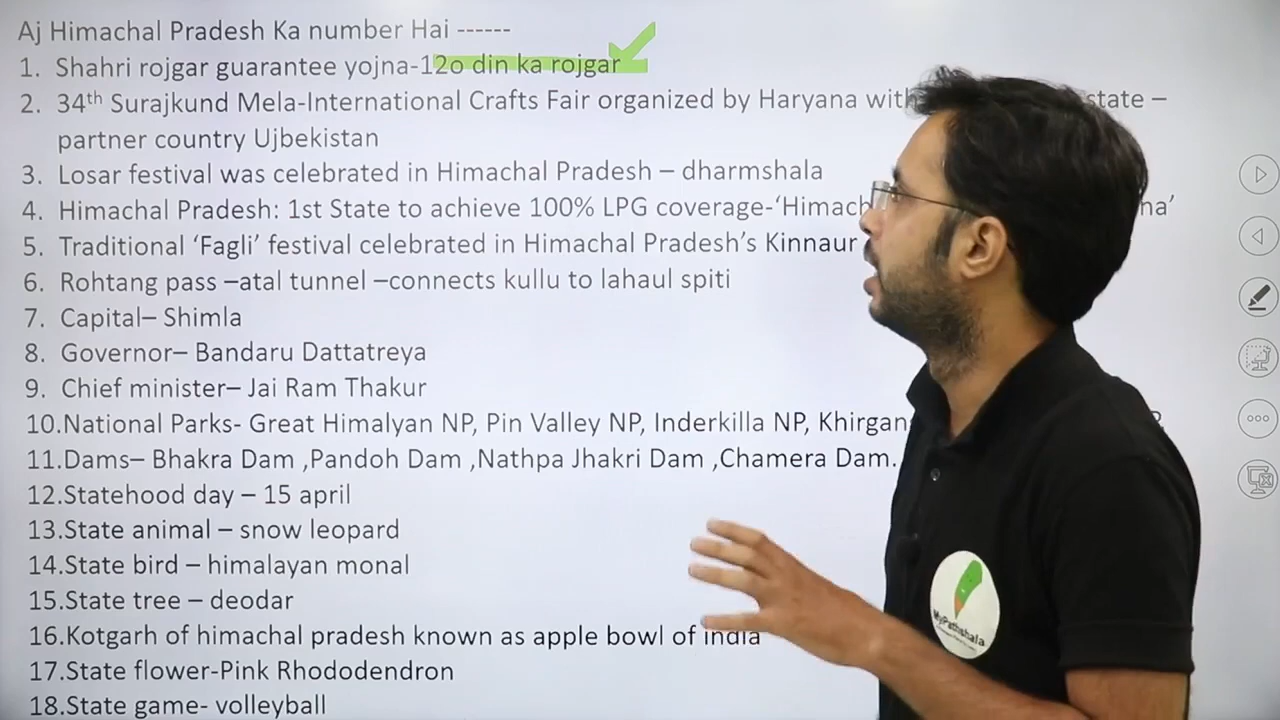 Aj Himachal Pradesh Ka number Hai ------
1. Shahri rojgar guarantee yojna-12o din ka rojgar
2. 34th Surajkund Mela-International Crafts Fair organized by Haryana with state –
partner country Ujbekistan
3. Losar festival was celebrated in Himachal Pradesh – dharmshala
4. Himachal Pradesh: 1st State to achieve 100% LPG coverage-‘
5. Traditional ‘Fagli’ festival celebrated in Himachal Pradesh’s Kinnaur
6. Rohtang pass –atal tunnel –connects kullu to lahaul spiti
7. Capital– Shimla
8. Governor– Bandaru Dattatreya
9. Chief minister– Jai Ram Thakur
10.National Parks- Great Himalyan NP, Pin Valley NP, Inderkilla NP,
11.Dams– Bhakra Dam ,Pandoh Dam ,Nathpa Jhakri Dam ,Chamera Dam.
12.Statehood day – 15 april
13.State animal – snow leopard
14.State bird – himalayan monal
15.State tree – deodar
16.Kotgarh of himachal pradesh known as apple bowl of india
17.State flower-Pink Rhododendron
18.State game- volleyball
MyPathshala